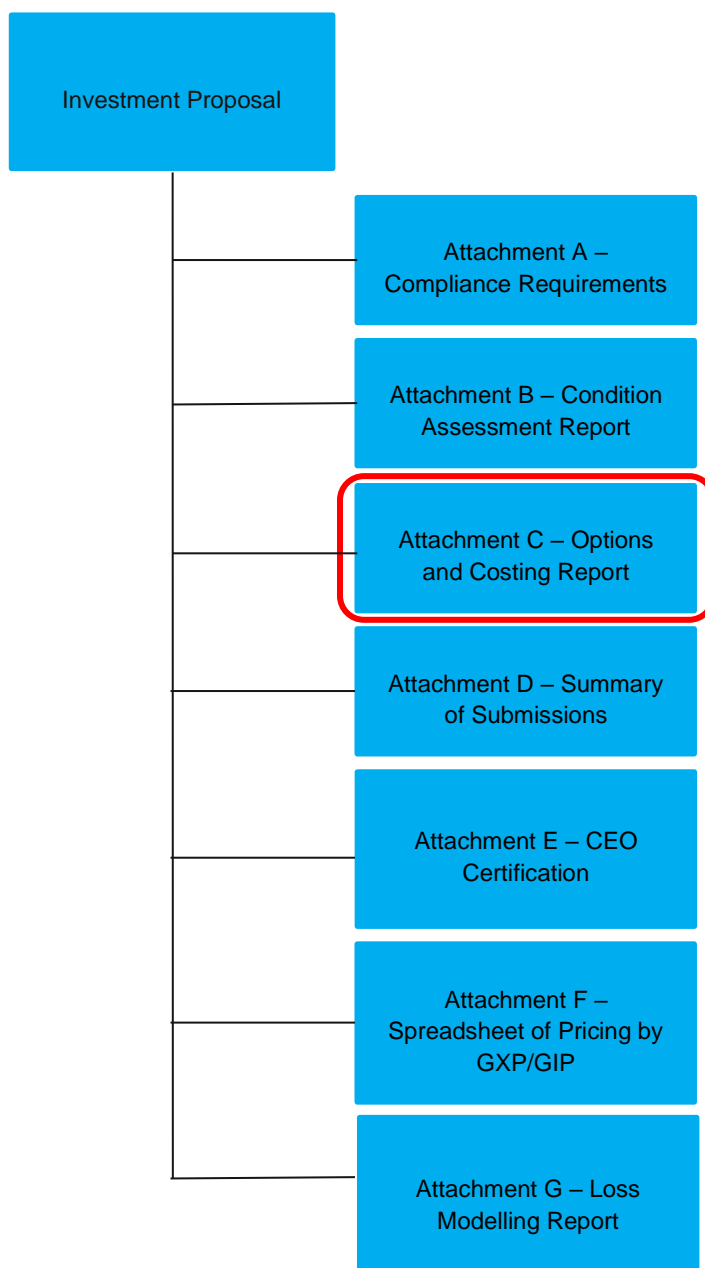 Investment Proposal
Attachment A –
Compliance Requirements
Attachment B – Condition
Assessment Report
Attachment C – Options
and Costing Report
Attachment D – Summary
of Submissions
Attachment E – CEO
Certification
Attachment F –
Spreadsheet of Pricing by
GXP/GIP
Attachment G – Loss
Modelling Report